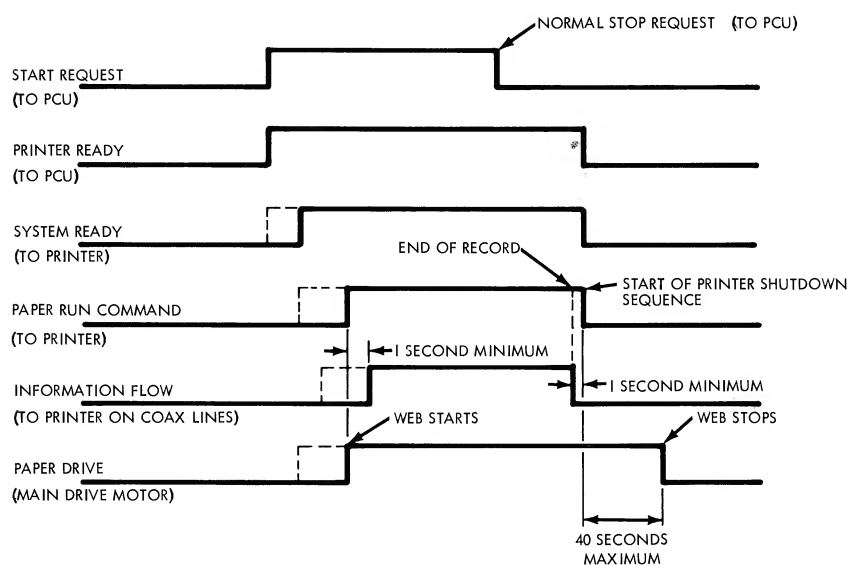 NORMAL STOP REQUEST (TO PCU)
START REQUEST
(TO PCU)
PRINTER READY
(TO PCU)
SYSTEM READY
(TO PRINTER)
END OF RECORD
START OF PRINTER SHUTDOWN
SEQUENCE
PAPER RUN COMMAND
(TO PRINTER)
1 SECOND MINIMUM
INFORMATION FLOW
(TO PRINTER ON COAX LINES)
1 SECOND MINIMUM
WEB STARTS
WEB STOPS
PAPER DRIVE
(MAIN DRIVE MOTOR)
40 SECONDS
MAXIMUM